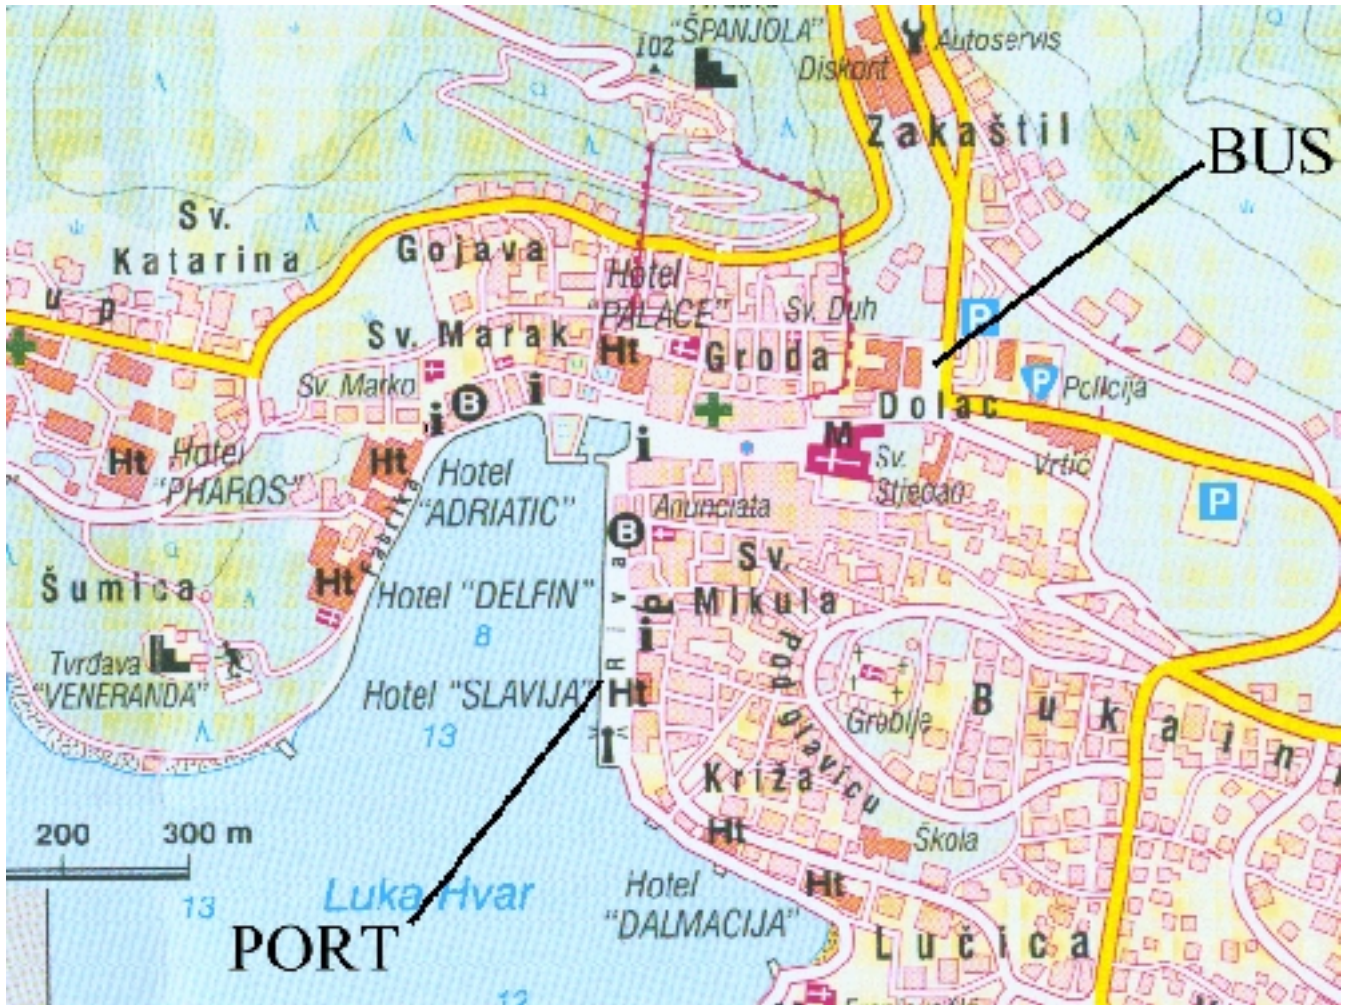 "ŠPANJOLA"
102
Autoservis
Diskont
Zakaštil
BUS
Sv.
Katarina
Gojava
up
Hotel
"PALACE"
Sv. Duh
P
Sv. Marak
Ht
Groda
Sv. Marko
B
i
i
P
Policija
Dolac
M
Ht
Hotel
"PHAROS"
Ht
Hotel
"ADRIATIC"
i
Sv.
Stjepan
Vrtić
P
Fabrika
Anunciata
B
Sv.
Mikula
Šumica
Ht
Hotel "DELFIN"
8
Riva
P
i
pod
glavicu
Tvrđava
"VENERANDA"
Hotel "SLAVIJA"
Ht
13
Groblje
Bukain
Križa
200 300 m
Ht
Škola
Luka Hvar
13
Hotel
"DALMACIJA"
Ht
PORT
Lučica
12